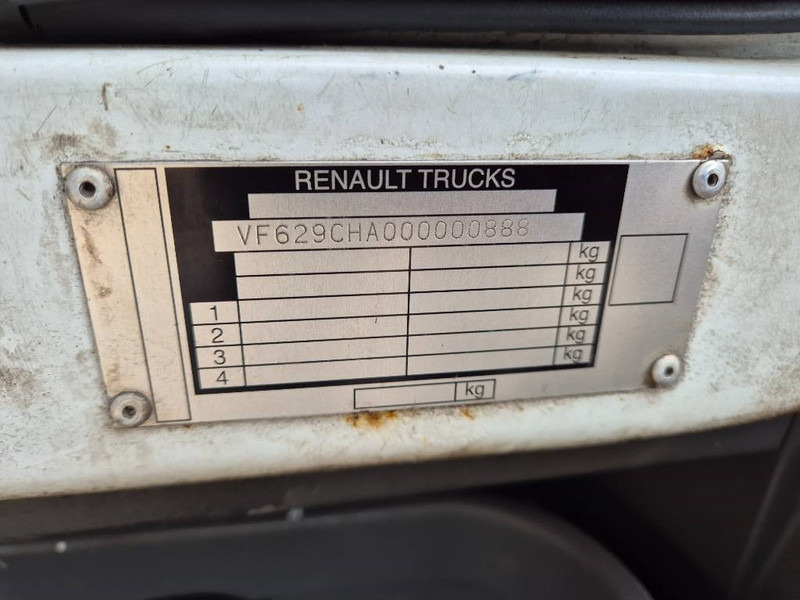 RENAULT TRUCKS
VF629CHA000000888
kg
kg
1 kg
2 kg
3 kg
4 kg
kg